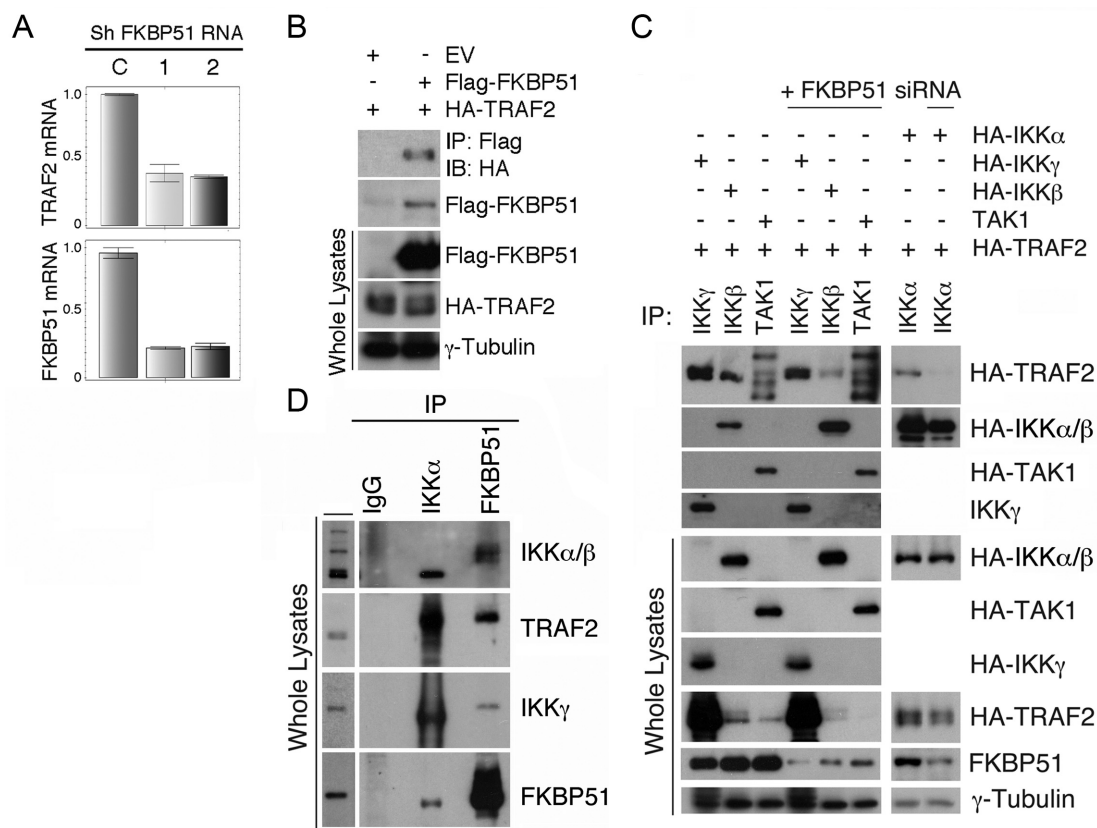 A
Sh FKBP51 RNA
C 1 2
TRAF2 mRNA
1.0
0.5
0
FKBP51 mRNA
1.0
0.5
0
B
+ - EV
- + Flag-FKBP51
+ + HA-TRAF2
IP: Flag
IB: HA
Flag-FKBP51
Whole Lysates
Flag-FKBP51
HA-TRAF2
γ-Tubulin
C
+ FKBP51 siRNA
- - - - - - + + HA-IKKα
+ - - + - - - - HA-IKKγ
- + - - + - - - HA-IKKβ
- - + - - + - - TAK1
+ + + + + + + + HA-TRAF2
IP: IKKγ IKKβ TAK1 IKKγ IKKβ TAK1 IKKα IKKα
HA-TRAF2
HA-IKKα/β
HA-TAK1
IKKγ
Whole Lysates
HA-IKKα/β
HA-TAK1
HA-IKKγ
HA-TRAF2
FKBP51
γ-Tubulin
D
IP
IgG IKKα FKBP51
Whole Lysates
IKKα/β
TRAF2
IKKγ
FKBP51